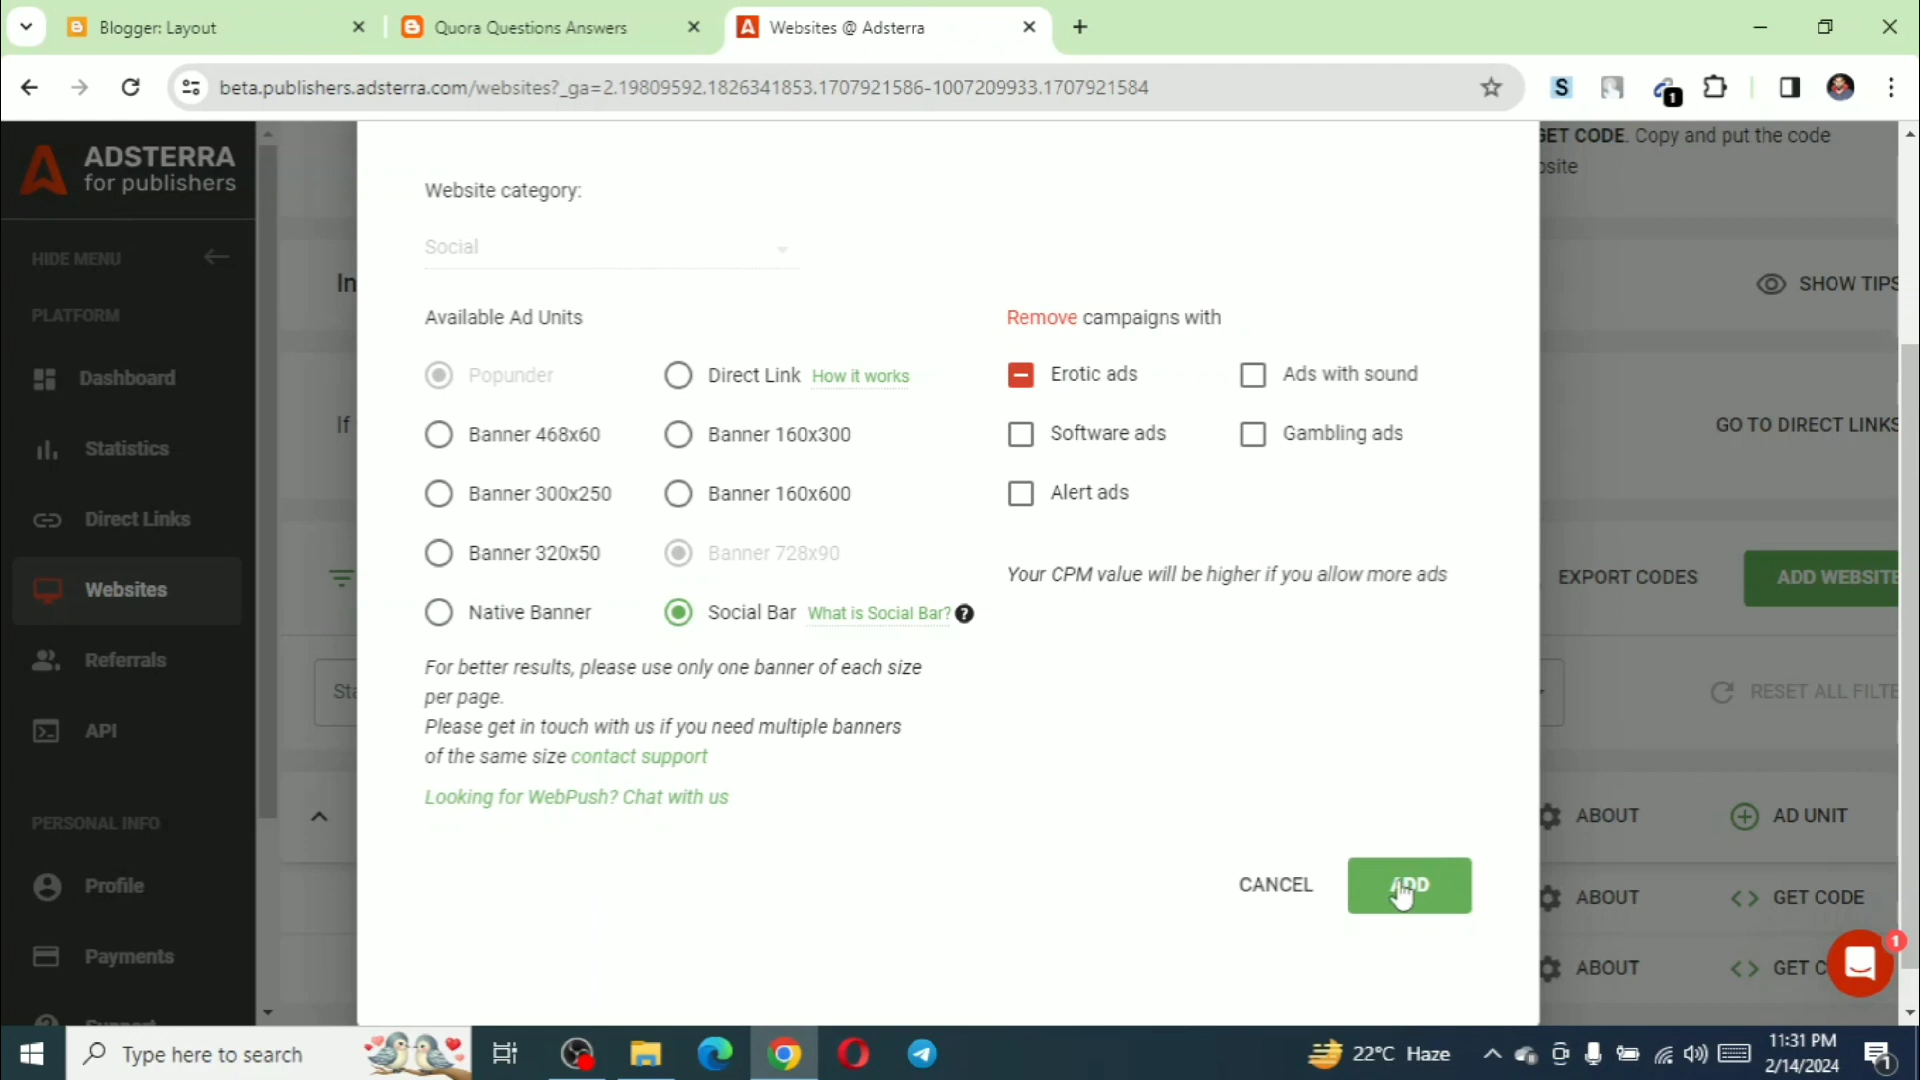 Blogger: Layout
Quora Questions Answers
Websites @ Adsterra
beta.publishers.adsterra.com/websites?_ga=2.19809592.1826341853.1707921586-1007209933.1707921584
S
1
ADSTERRA
for publishers
GET CODE. Copy and put the code
Website category:
Social
HIDE MENU
In
SHOW TIPS
PLATFORM
Available Ad Units
Remove campaigns with
Dashboard
Popunder
Direct Link How it works
Erotic ads
Ads with sound
If
GO TO DIRECT LINKS
Statistics
Banner 468x60
Banner 160x300
Software ads
Gambling ads
Direct Links
Banner 300x250
Banner 160x600
Alert ads
Websites
Banner 320x50
Banner 728x90
Your CPM value will be higher if you allow more ads
EXPORT CODES
ADD WEBSITE
Native Banner
Social Bar What is Social Bar? ?
Referrals
For better results, please use only one banner of each size
per page.
Please get in touch with us if you need multiple banners
of the same size contact support
Looking for WebPush? Chat with us
RESET ALL FILTE
API
PERSONAL INFO
ABOUT
AD UNIT
Profile
CANCEL
ADD
ABOUT
GET CODE
Payments
ABOUT
GET C
1
Type here to search
22°C Haze
11:31 PM
2/14/2024
1